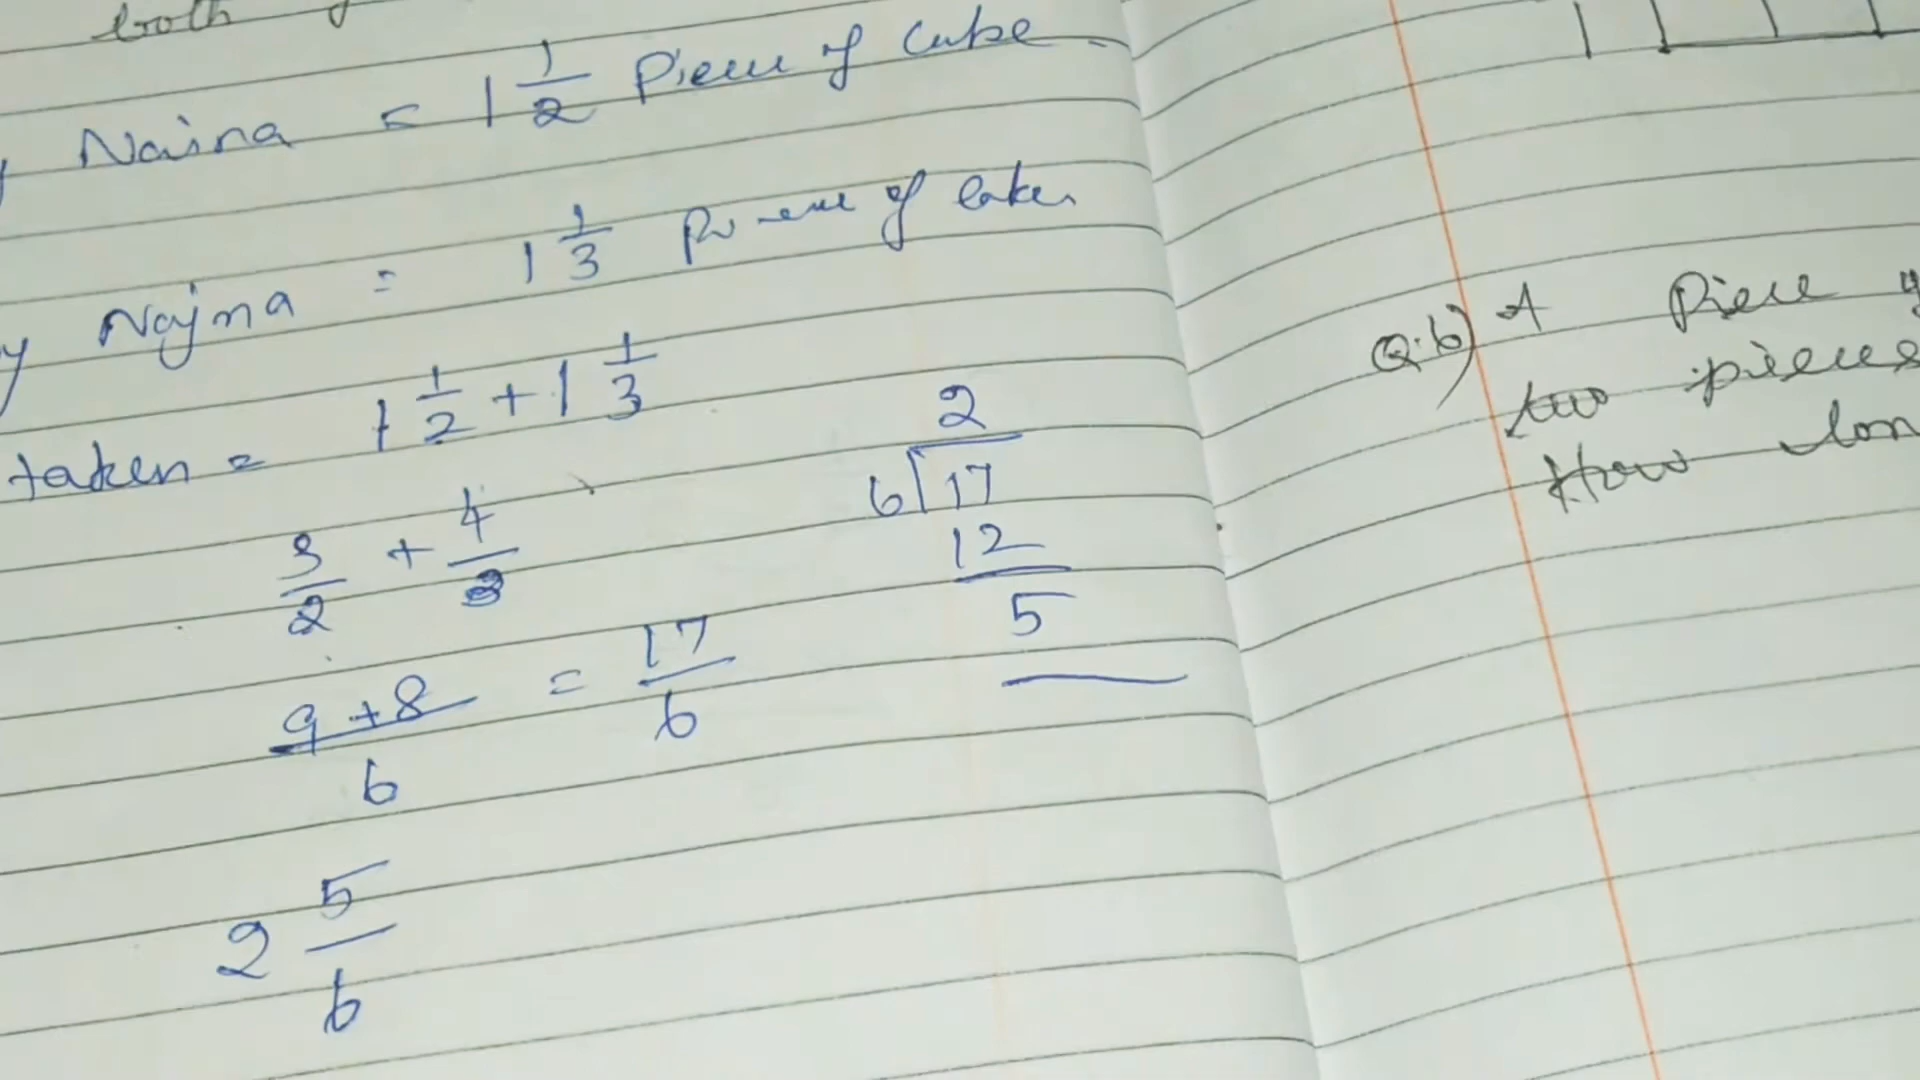 both
Naina = 1 1/2 Piece of Cake
y Najma = 1 1/3 Piece of cake
taken = 1 1/2 + 1 1/3
3/2 + 4/3
9+8/6 = 17/6
2 5/6
2
6 17
12
5
Q.6) A Piece
two pieces
How lon